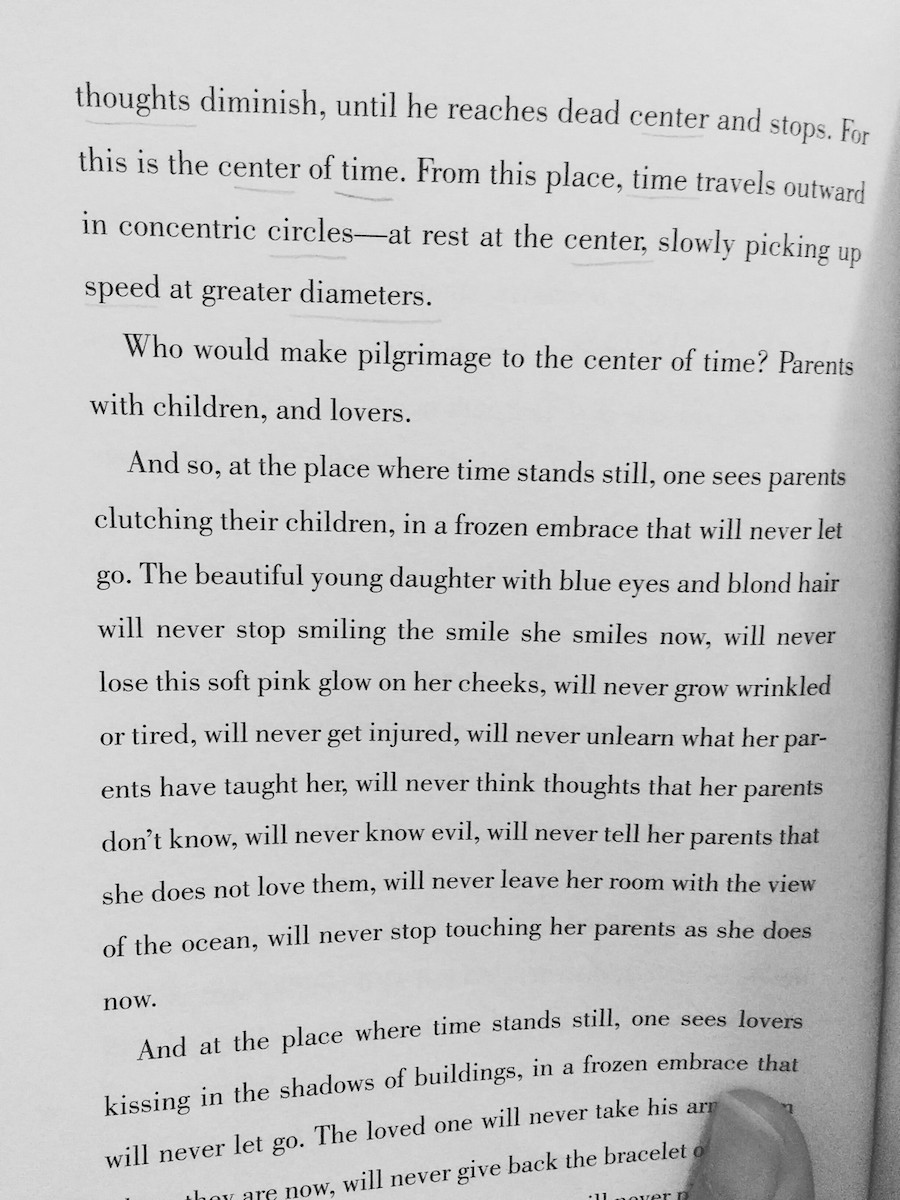 thoughts diminish, until he reaches dead center and stops. For
this is the center of time. From this place, time travels outward
in concentric circles—at rest at the center, slowly picking up
speed at greater diameters.
Who would make pilgrimage to the center of time? Parents
with children, and lovers.
And so, at the place where time stands still, one sees parents
clutching their children, in a frozen embrace that will never let
go. The beautiful young daughter with blue eyes and blond hair
will never stop smiling the smile she smiles now, will never
lose this soft pink glow on her cheeks, will never grow wrinkled
or tired, will never get injured, will never unlearn what her par-
ents have taught her, will never think thoughts that her parents
don't know, will never know evil, will never tell her parents that
she does not love them, will never leave her room with the view
of the ocean, will never stop touching her parents as she does
now.
And at the place where time stands still, one sees lovers
kissing in the shadows of buildings, in a frozen embrace that
will never let go. The loved one will never take his
they are now, will never give back the bracelet
never